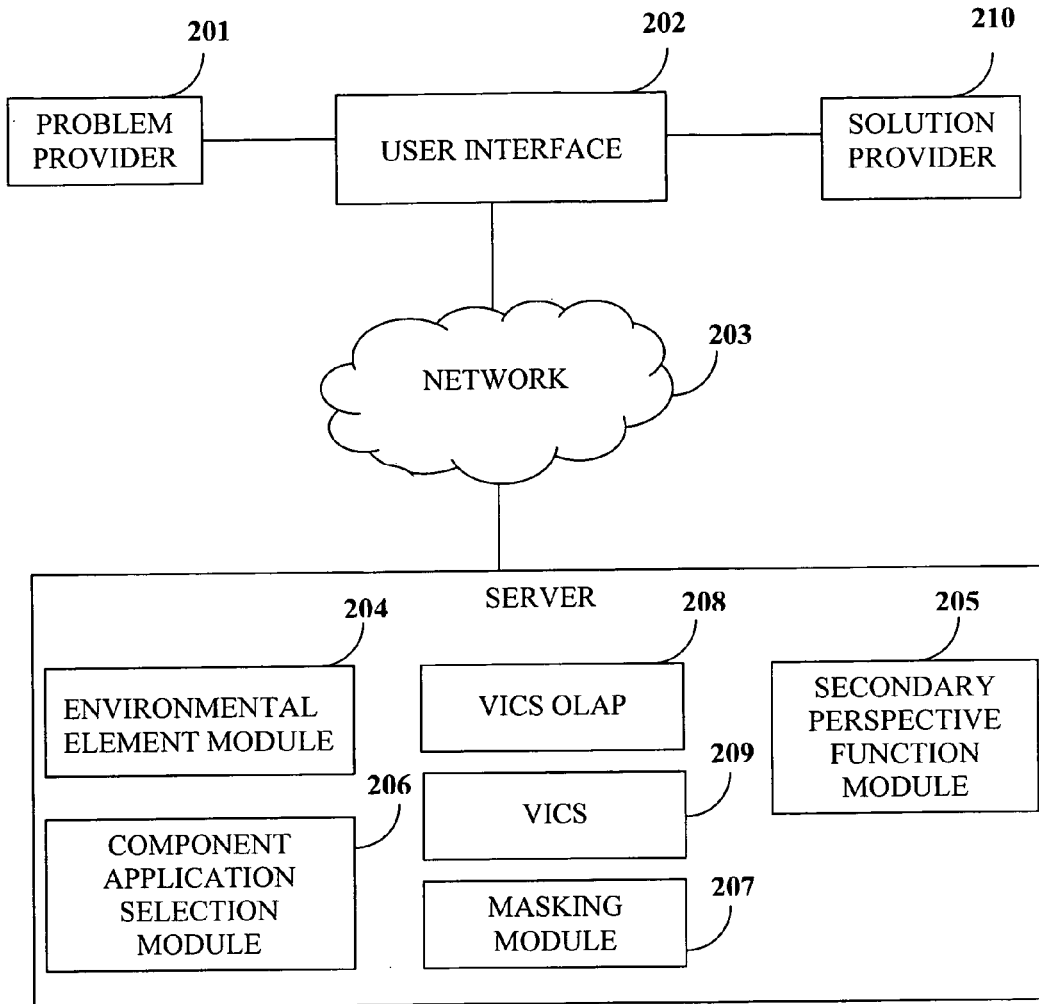 201
202
210
PROBLEM
PROVIDER
USER INTERFACE
SOLUTION
PROVIDER
NETWORK
203
SERVER
204
208
205
ENVIRONMENTAL
ELEMENT MODULE
VICS OLAP
SECONDARY
PERSPECTIVE
FUNCTION
MODULE
206
209
COMPONENT
APPLICATION
SELECTION
MODULE
VICS
207
MASKING
MODULE